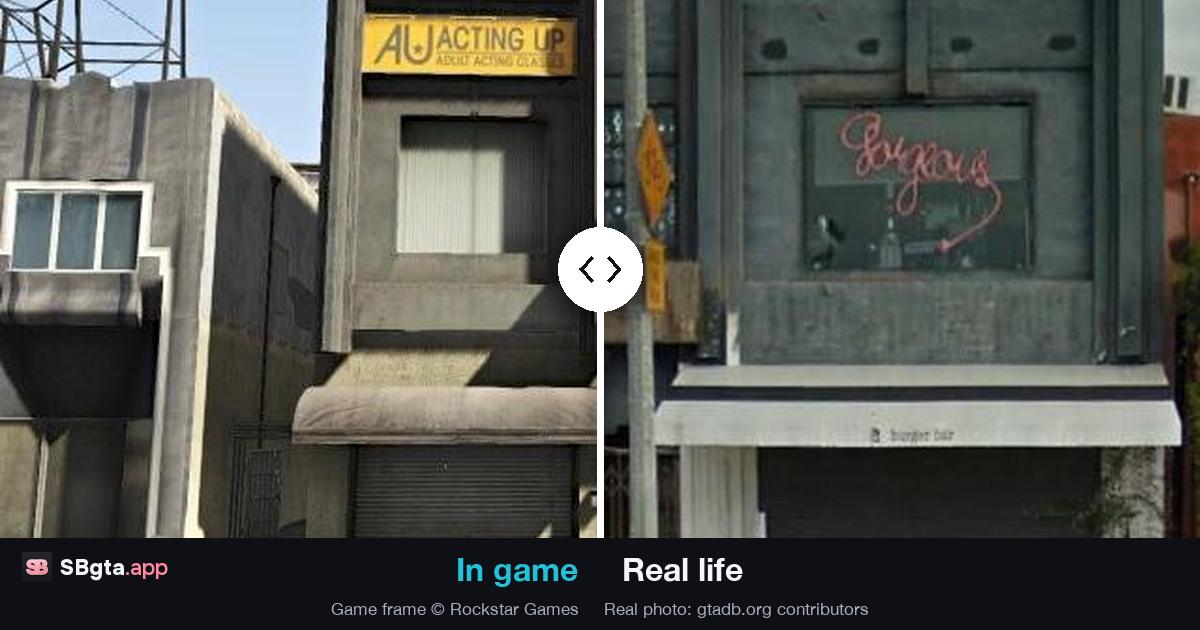 AU ACTING UP
ADULT ACTING CLASSES
Gorgeous
burger bar
SB SBgta.app
In game Real life
Game frame © Rockstar Games Real photo: gtadb.org contributors